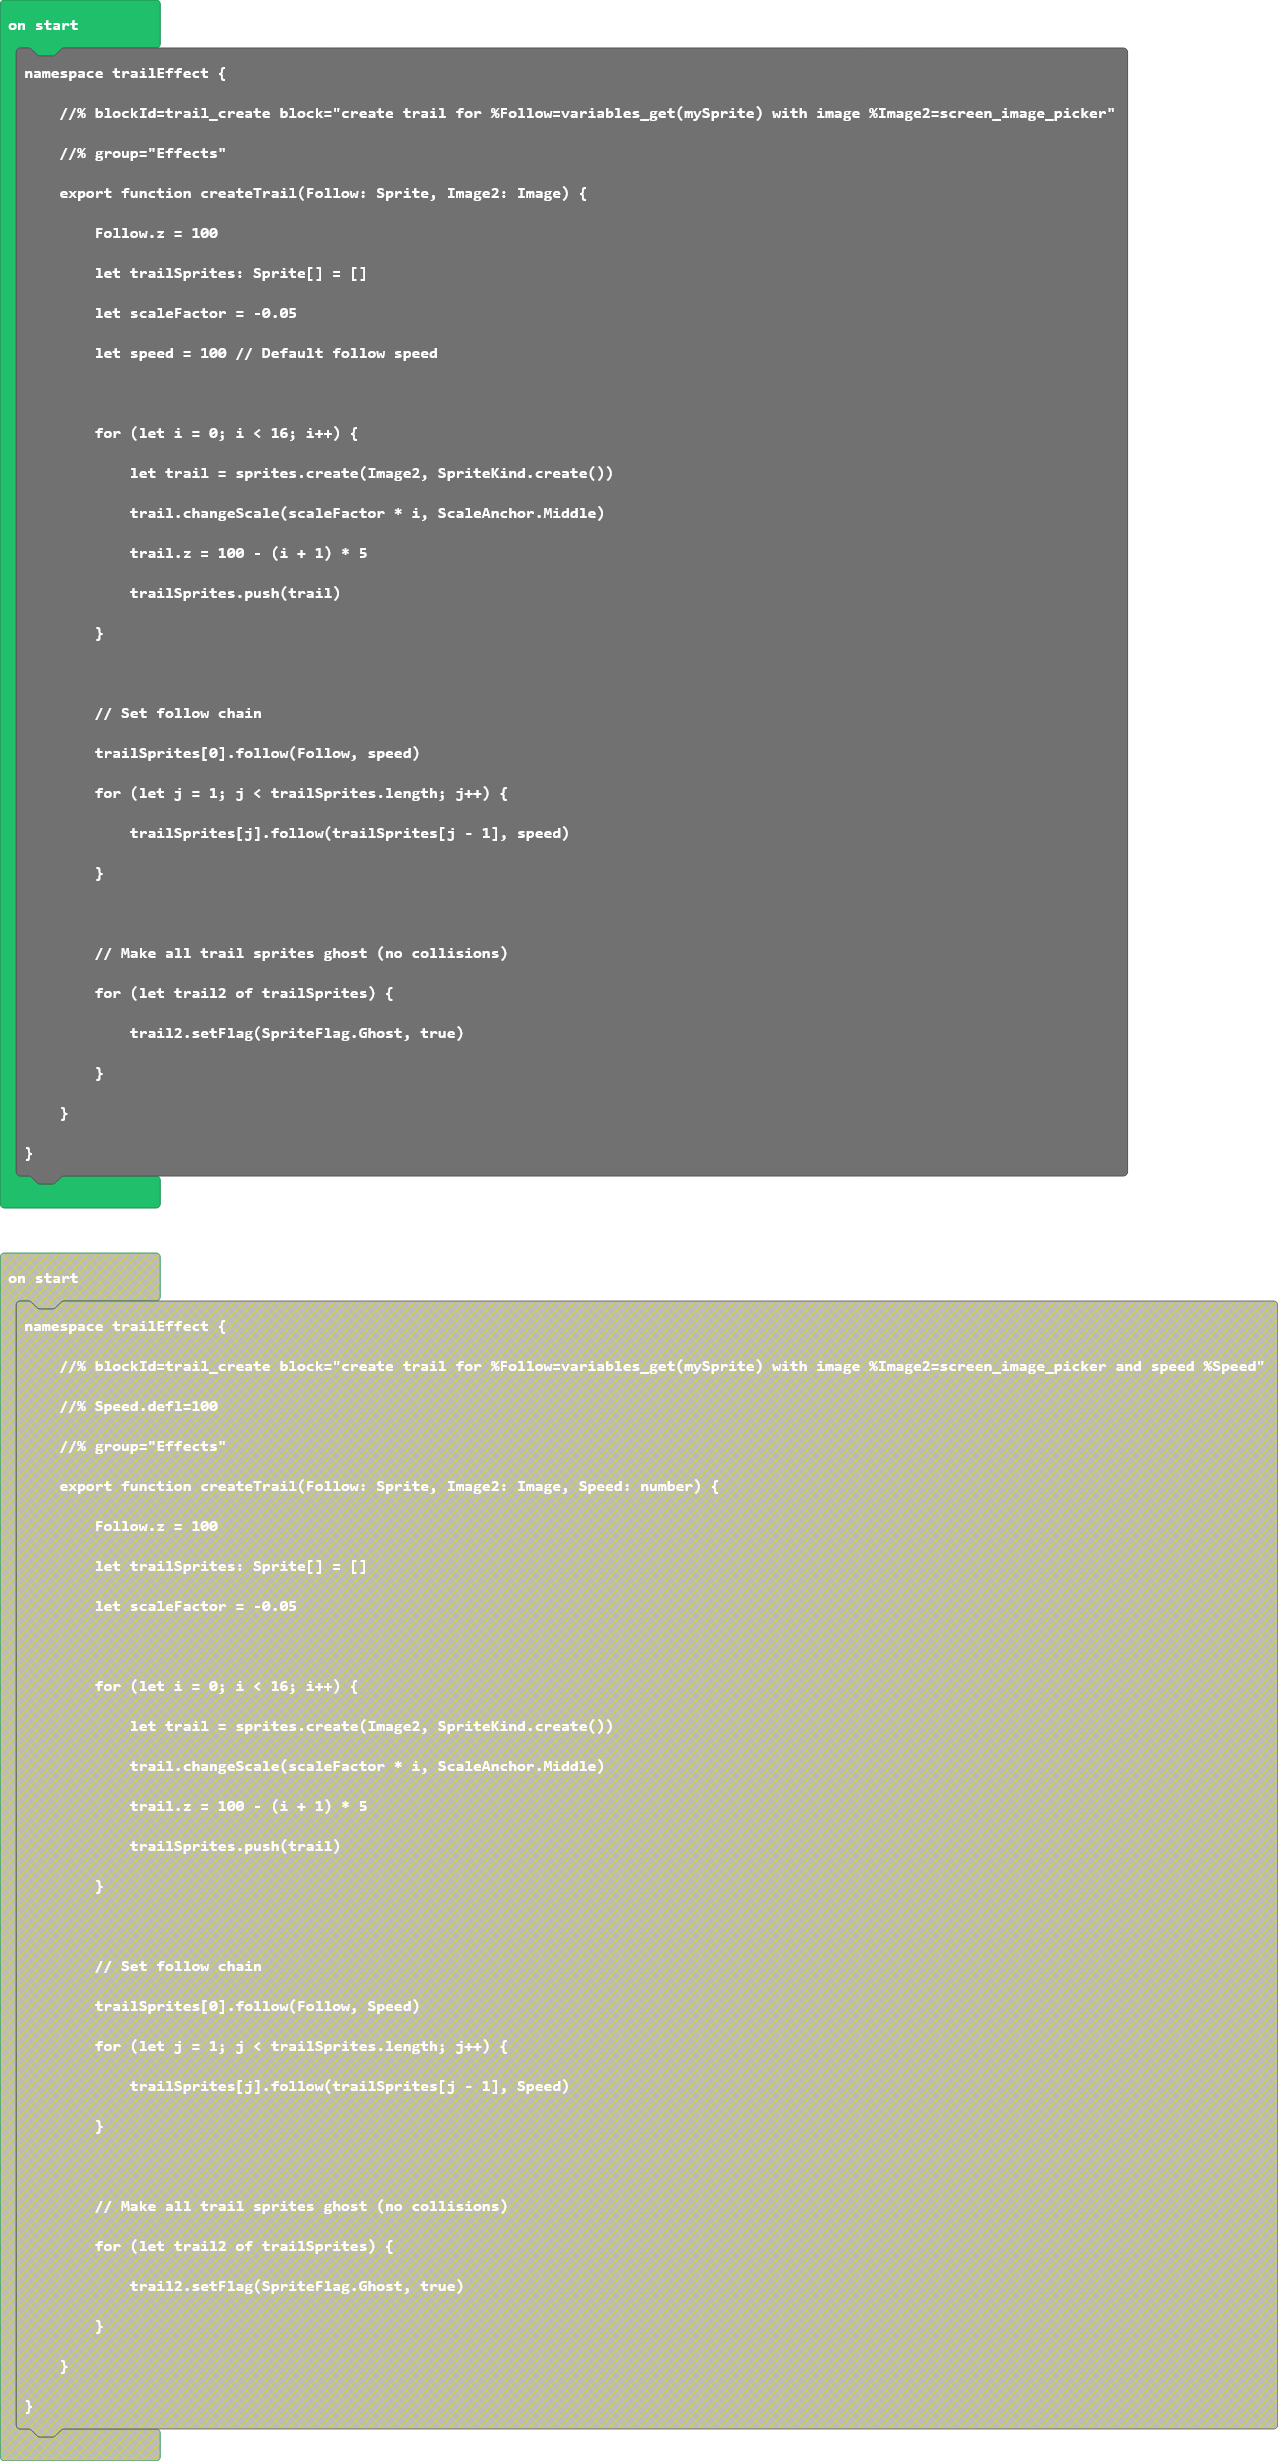 on start
namespace trailEffect {
    //% blockId=trail_create block="create trail for %Follow=variables_get(mySprite) with image %Image2=screen_image_picker"
    //% group="Effects"
    export function createTrail(Follow: Sprite, Image2: Image) {
        Follow.z = 100
        let trailSprites: Sprite[] = []
        let scaleFactor = -0.05
        let speed = 100 // Default follow speed
        for (let i = 0; i < 16; i++) {
            let trail = sprites.create(Image2, SpriteKind.create())
            trail.changeScale(scaleFactor * i, ScaleAnchor.Middle)
            trail.z = 100 - (i + 1) * 5
            trailSprites.push(trail)
        }
        // Set follow chain
        trailSprites[0].follow(Follow, speed)
        for (let j = 1; j < trailSprites.length; j++) {
            trailSprites[j].follow(trailSprites[j - 1], speed)
        }
        // Make all trail sprites ghost (no collisions)
        for (let trail2 of trailSprites) {
            trail2.setFlag(SpriteFlag.Ghost, true)
        }
    }
}
on start
namespace trailEffect {
    //% blockId=trail_create block="create trail for %Follow=variables_get(mySprite) with image %Image2=screen_image_picker and speed %Speed"
    //% Speed.defl=100
    //% group="Effects"
    export function createTrail(Follow: Sprite, Image2: Image, Speed: number) {
        Follow.z = 100
        let trailSprites: Sprite[] = []
        let scaleFactor = -0.05
        for (let i = 0; i < 16; i++) {
            let trail = sprites.create(Image2, SpriteKind.create())
            trail.changeScale(scaleFactor * i, ScaleAnchor.Middle)
            trail.z = 100 - (i + 1) * 5
            trailSprites.push(trail)
        }
        // Set follow chain
        trailSprites[0].follow(Follow, Speed)
        for (let j = 1; j < trailSprites.length; j++) {
            trailSprites[j].follow(trailSprites[j - 1], Speed)
        }
        // Make all trail sprites ghost (no collisions)
        for (let trail2 of trailSprites) {
            trail2.setFlag(SpriteFlag.Ghost, true)
        }
    }
}